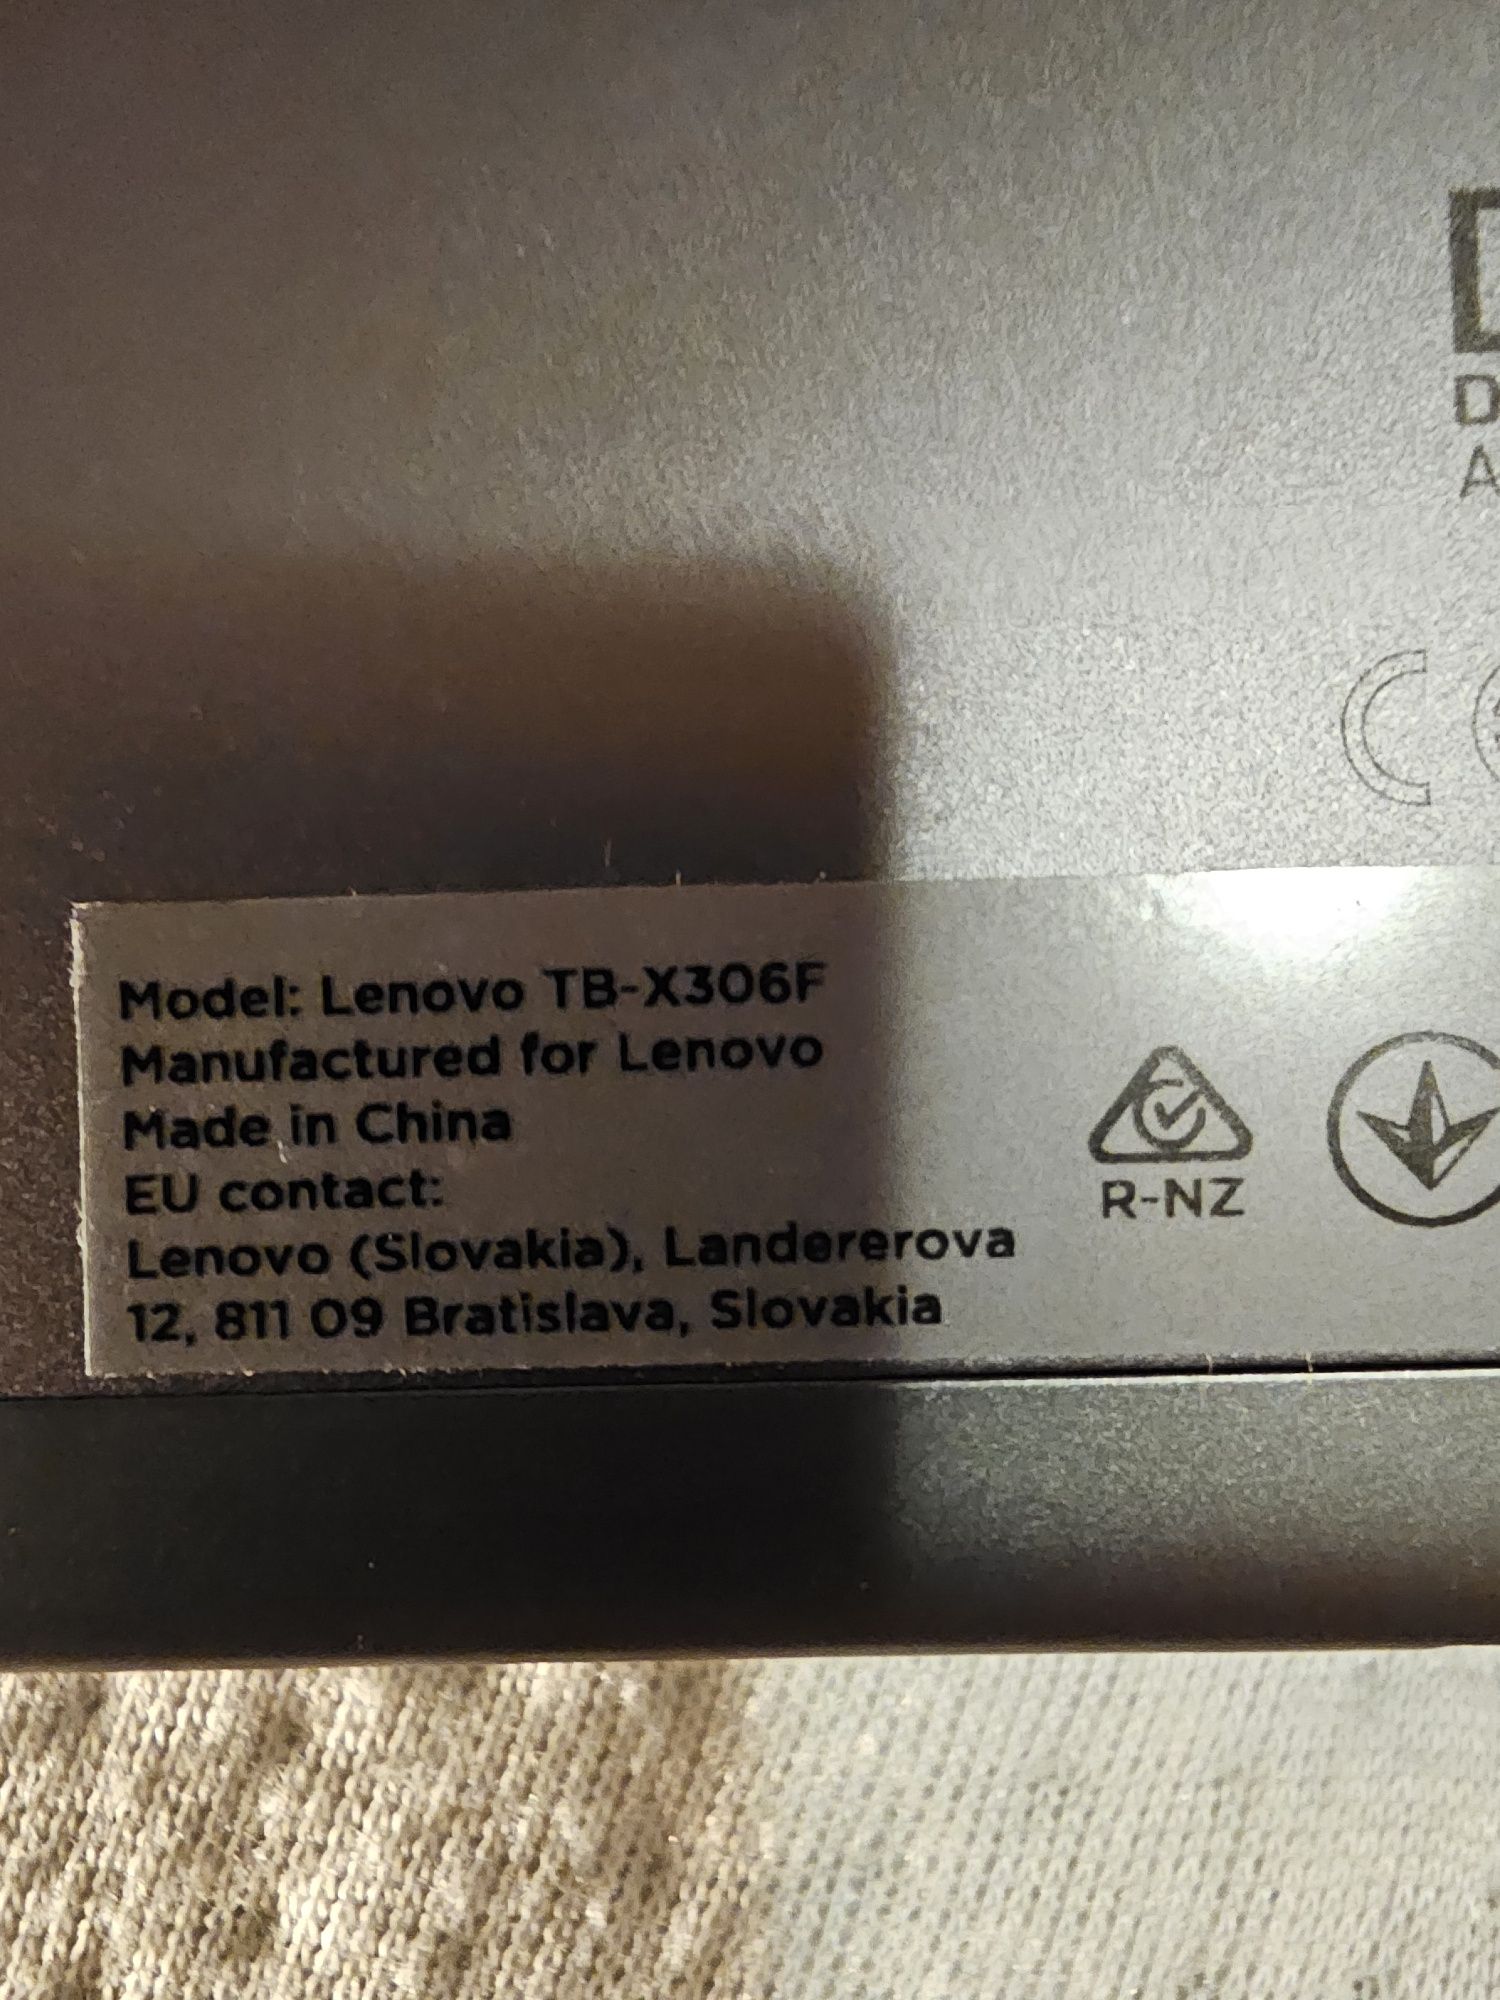 D
A
CE
Model: Lenovo TB-X306F
Manufactured for Lenovo
Made in China
EU contact:
Lenovo (Slovakia), Landererova
12, 811 09 Bratislava, Slovakia
R-NZ